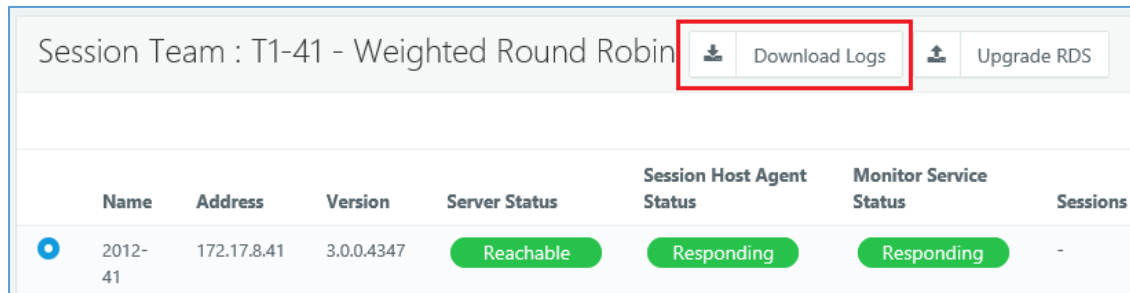 Session Team : T1-41 - Weighted Round Robin Download Logs Upgrade RDS
Name Address Version Server Status Session Host Agent Status Monitor Service Status Sessions
2012-41 172.17.8.41 3.0.0.4347 Reachable Responding Responding -